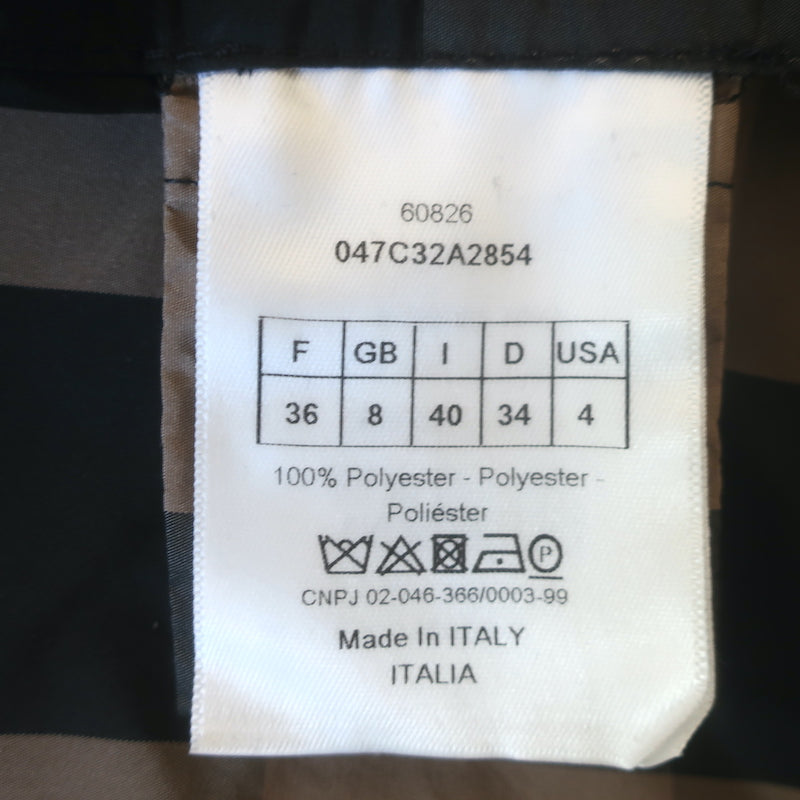 60826
047C32A2854
F GB I D USA
36 8 40 34 4
100% Polyester - Polyester -
Poliéster
P
CNPJ 02-046-366/0003-99
Made In ITALY
ITALIA